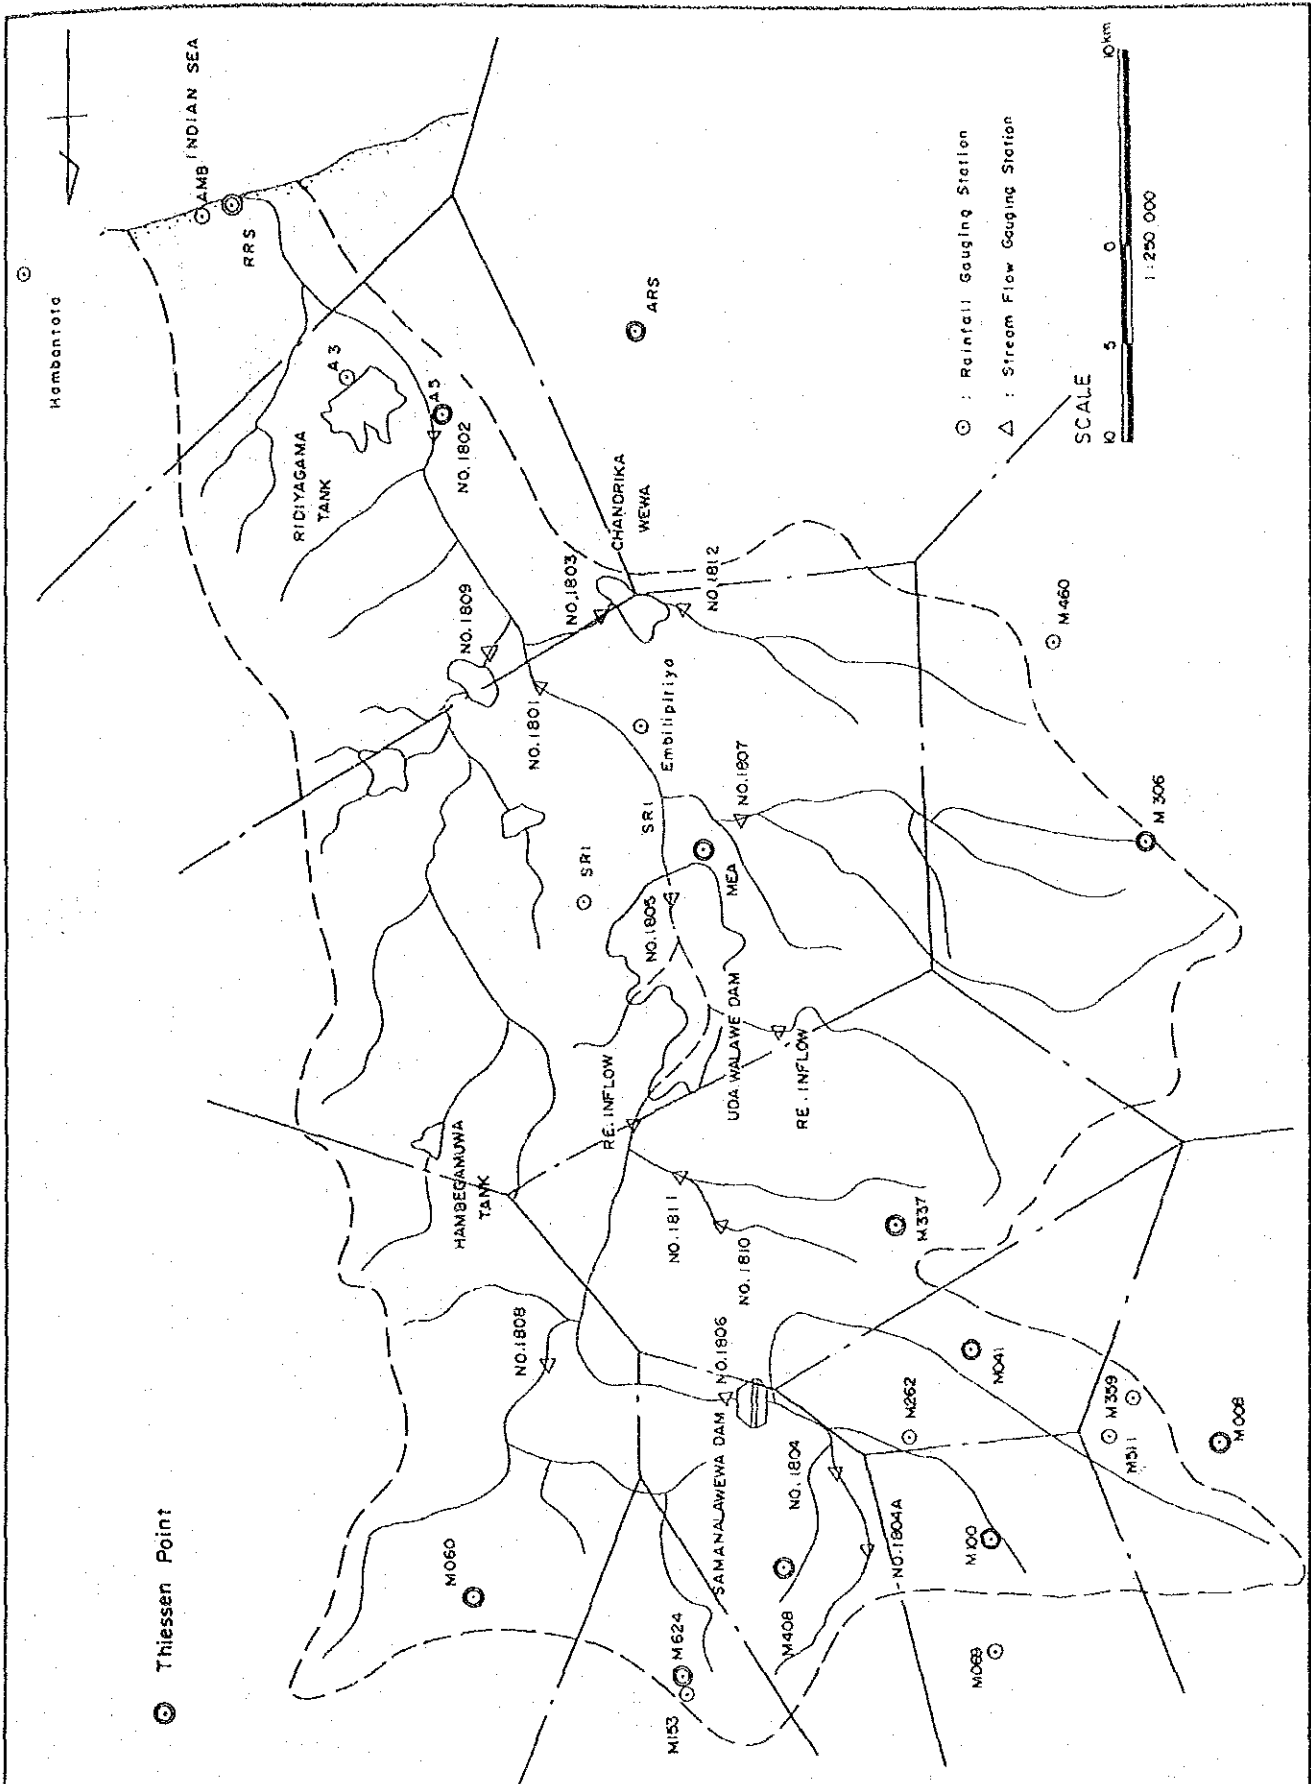 Thiessen Point
M060
M153
M624
M408
SAMANALAWEWA DAM
NO.1808
NO.1806
NO.1804
NO.1804A
M262
M100
M069
M041
M359
M511
M008
HAMBEGAMUWA
TANK
RE. INFLOW
NO.1811
NO.1810
M337
UDA WALAWE DAM
RE. INFLOW
NO.1805
SRI
SRI
MEA
NO.1807
M 306
Embilipitiya
NO.1801
NO.1809
NO.1803
CHANDRIKA
WEWA
NO.1812
M460
RIDIYAGAMA
TANK
A3
A5
NO.1802
RRS
AMB
INDIAN SEA
Hambantota
ARS
: Rainfall Gauging Station
: Stream Flow Gauging Station
SCALE
10 5 0 10km
1:250 000